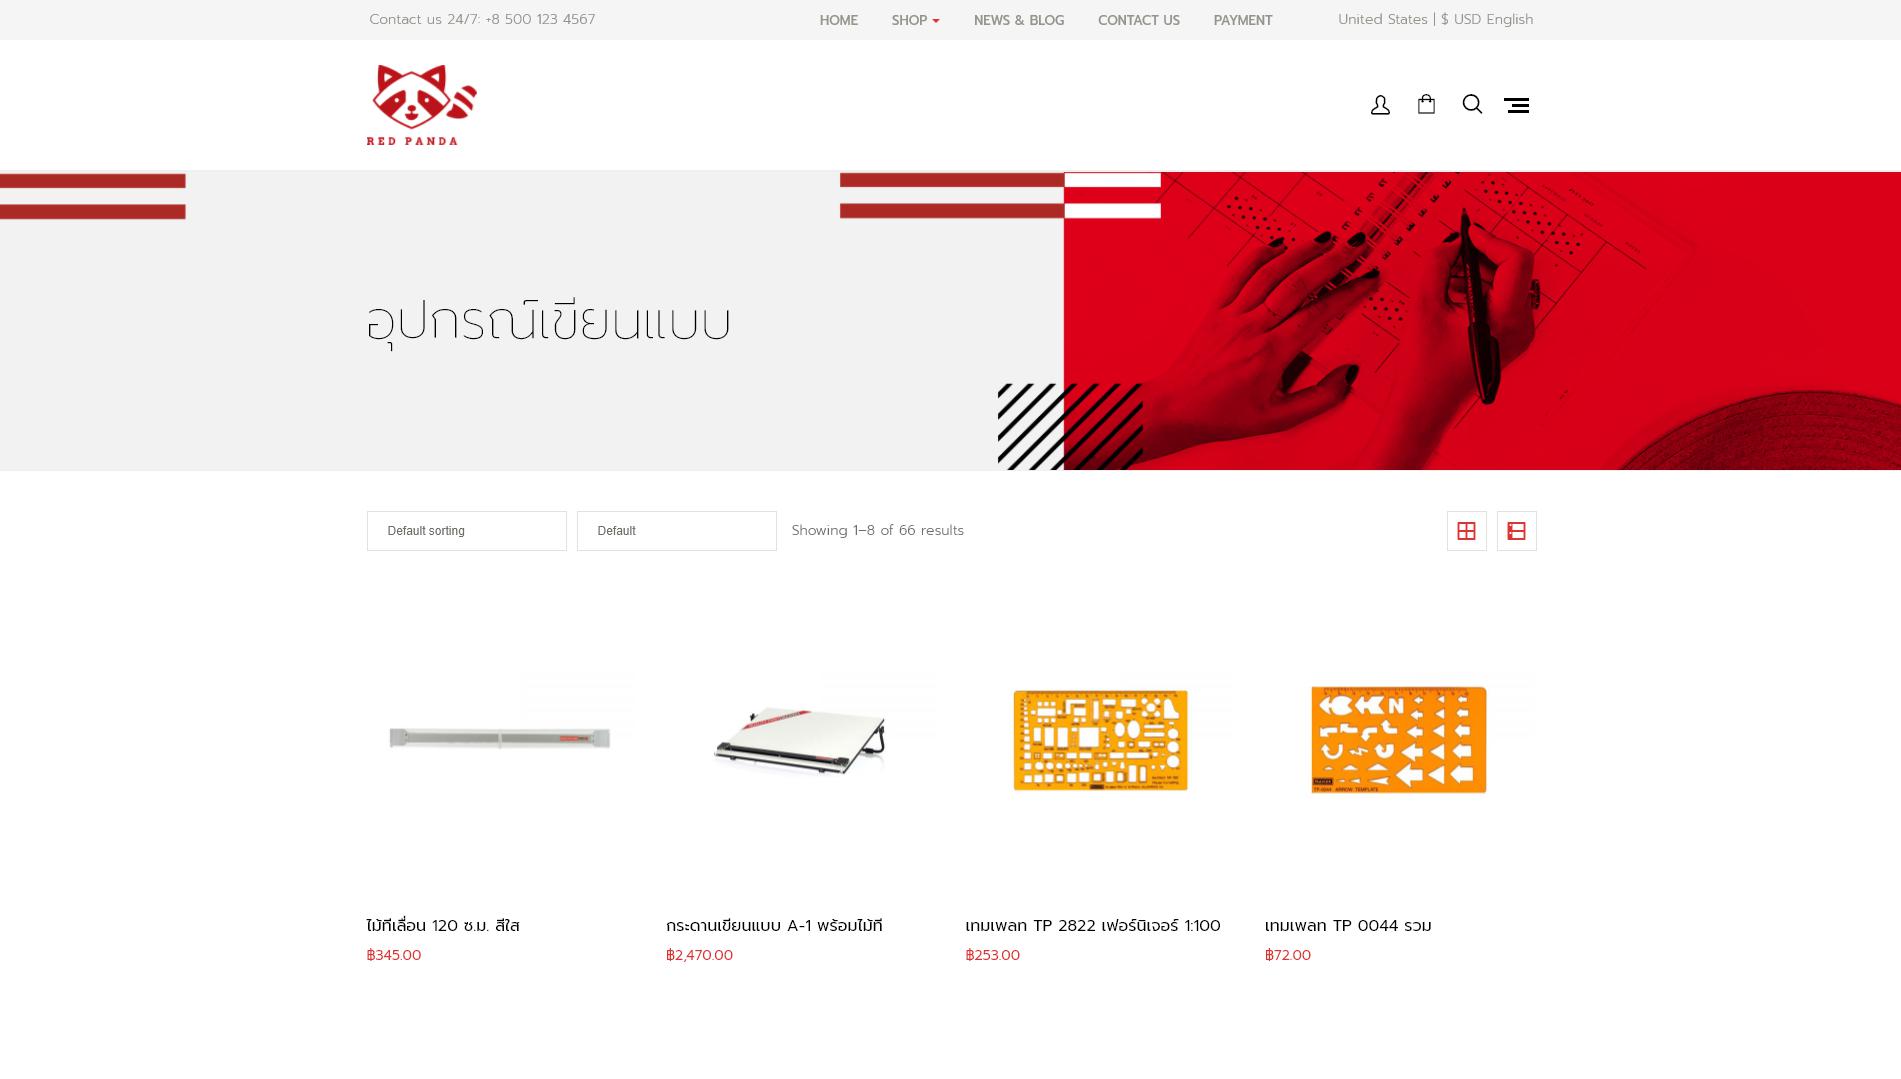 Contact us 24/7: +8 500 123 4567
HOME SHOP NEWS & BLOG CONTACT US PAYMENT
United States | $ USD English
RED PANDA
อุปกรณ์เขียนแบบ
Default sorting
Default
Showing 1–8 of 66 results
N
TP-0044 ARROW TEMPLATE
ไม้ทีเลื่อน 120 ซ.ม. สีใส
กระดานเขียนแบบ A-1 พร้อมไม้ที
เทมเพลท TP 2822 เฟอร์นิเจอร์ 1:100
เทมเพลท TP 0044 รวม
฿345.00
฿2,470.00
฿253.00
฿72.00